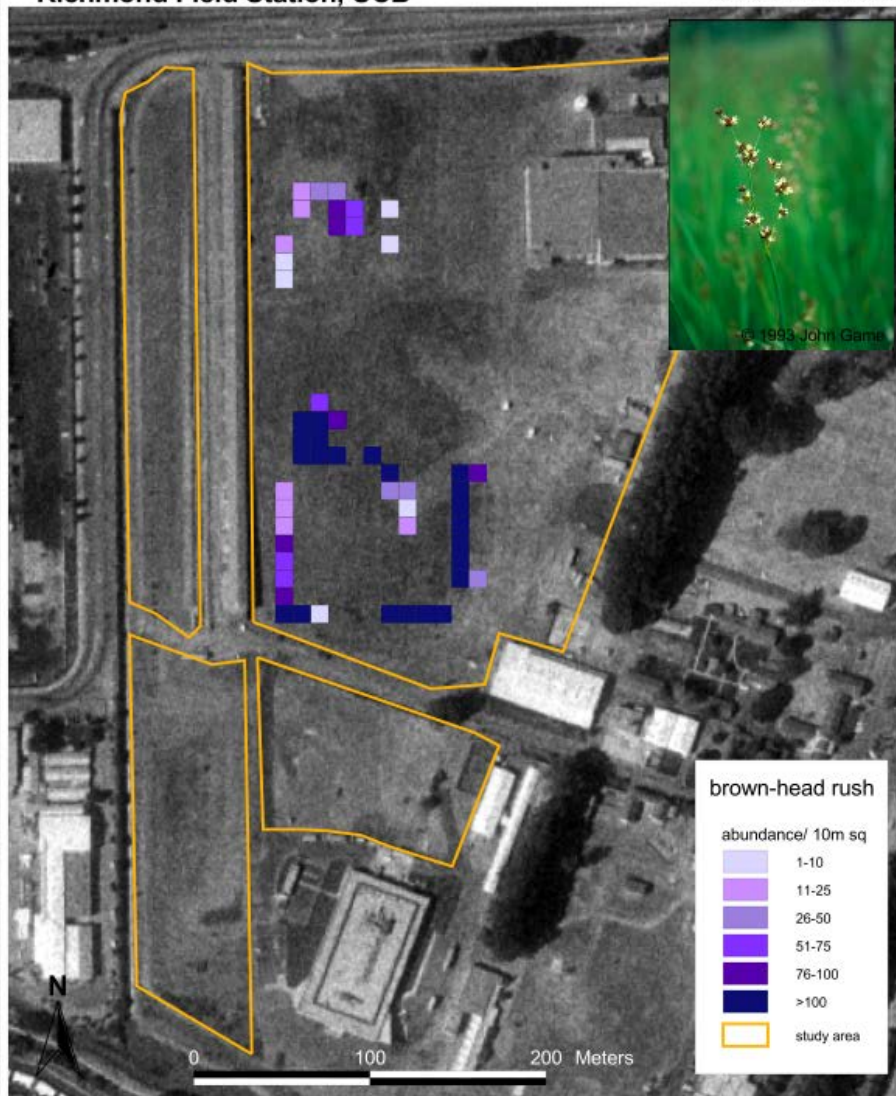 Richmond Field Station, UCB
© 1993 John Game
brown-head rush
abundance/ 10m sq
1-10
11-25
26-50
51-75
76-100
>100
study area
N
0 100 200 Meters